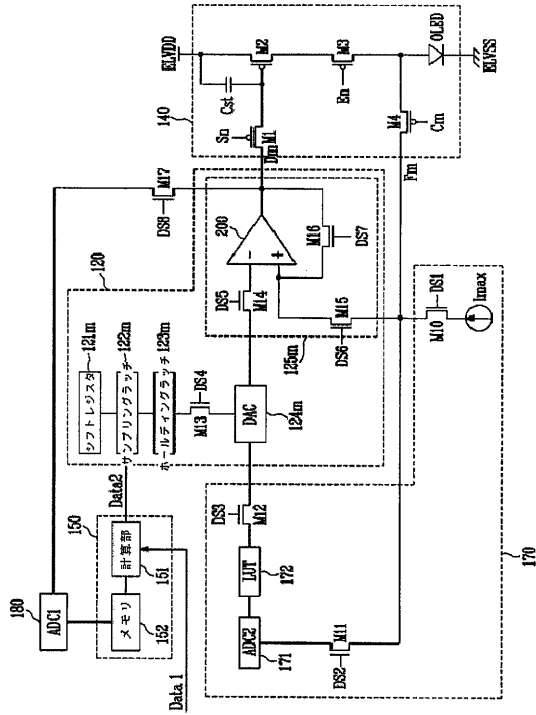 ELVDD
M2
M3
OLED
ELVSS
Cst
En
M4
Cm
140
Sn
M1
Dm
Fm
M17
DS8
200
M16
DS7
120
DS5
M14
M15
DS6
125m
M10
DS1
Imax
121m
シフトレジスタ
122m
サンプリングラッチ
123m
ホールディングラッチ
DS4
M13
DAC
124m
Data2
150
計算部
151
メモリ
152
180
ADC1
Data1
DS3
M12
LUT
172
ADC2
171
M11
DS2
170
−
+